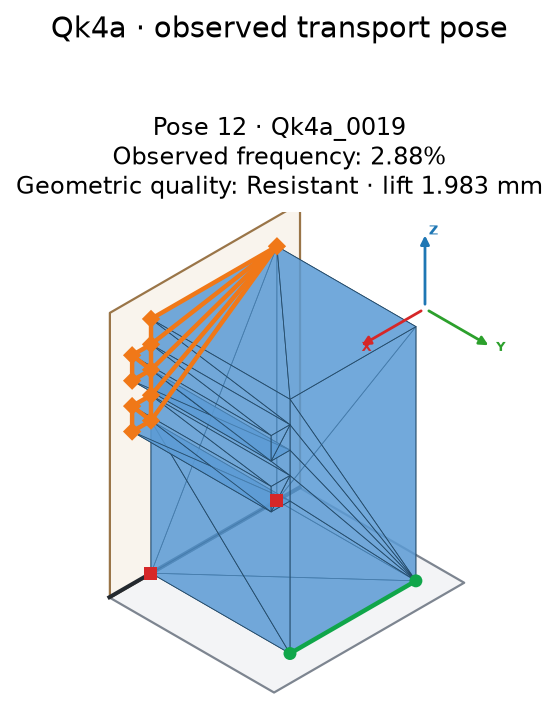 Qk4a · observed transport pose
Pose 12 · Qk4a_0019
Observed frequency: 2.88%
Geometric quality: Resistant · lift 1.983 mm
Z
X
Y